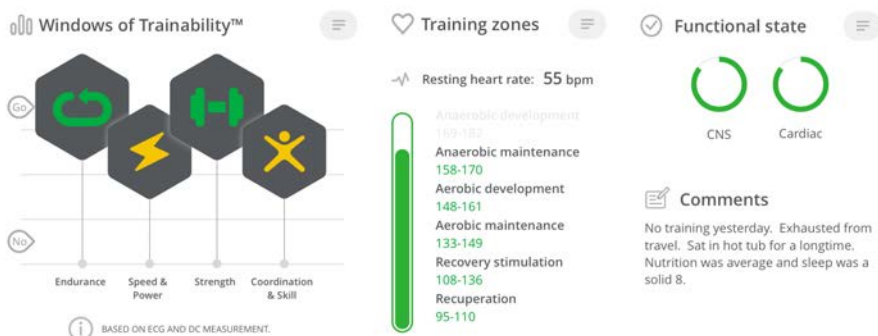 Windows of Trainability™
Go
No
Endurance
Speed &
Power
Strength
Coordination
& Skill
BASED ON ECG AND DC MEASUREMENT.
Training zones
Resting heart rate: 55 bpm
Anaerobic development
169-182
Anaerobic maintenance
158-170
Aerobic development
148-161
Aerobic maintenance
133-149
Recovery stimulation
108-136
Recuperation
95-110
Functional state
CNS
Cardiac
Comments
No training yesterday. Exhausted from
travel. Sat in hot tub for a longtime.
Nutrition was average and sleep was a
solid 8.